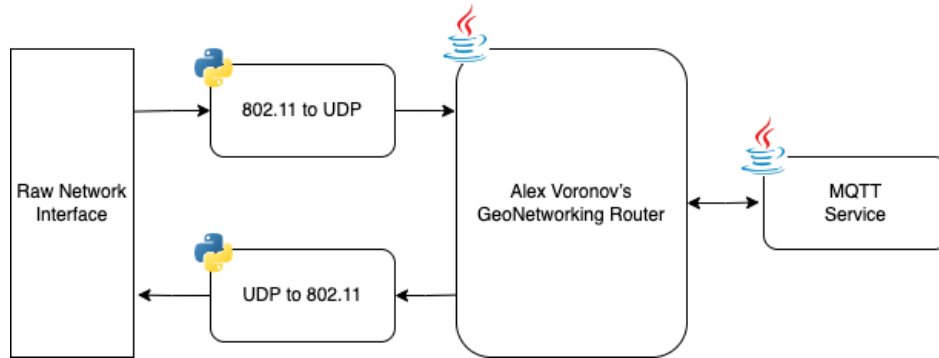 802.11 to UDP
Raw Network
Interface
Alex Voronov's
GeoNetworking Router
MQTT
Service
UDP to 802.11